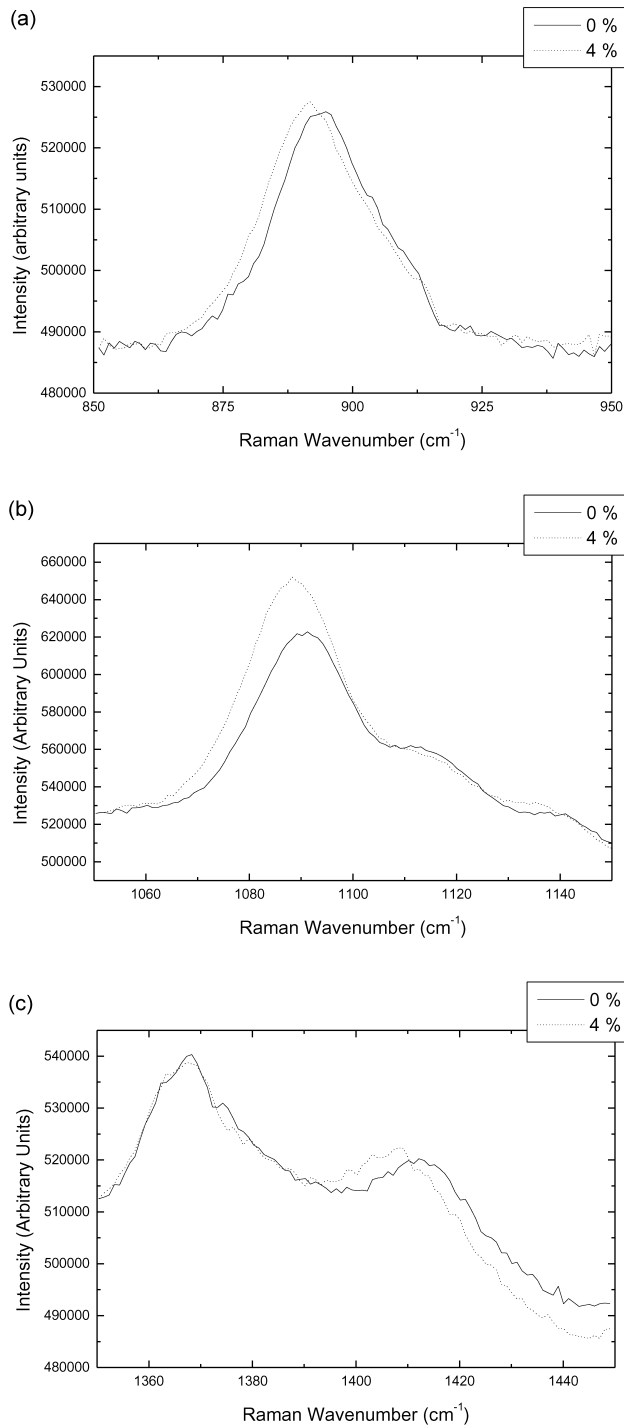 (a)
0 %
4 %
530000
520000
510000
500000
490000
480000
Intensity (arbitrary units)
850 875 900 925 950
Raman Wavenumber (cm⁻¹)
(b)
0 %
4 %
660000
640000
620000
600000
580000
560000
540000
520000
500000
Intensity (Arbitrary Units)
1060 1080 1100 1120 1140
Raman Wavenumber (cm⁻¹)
(c)
0 %
4 %
540000
530000
520000
510000
500000
490000
480000
Intensity (Arbitrary Units)
1360 1380 1400 1420 1440
Raman Wavenumber (cm⁻¹)